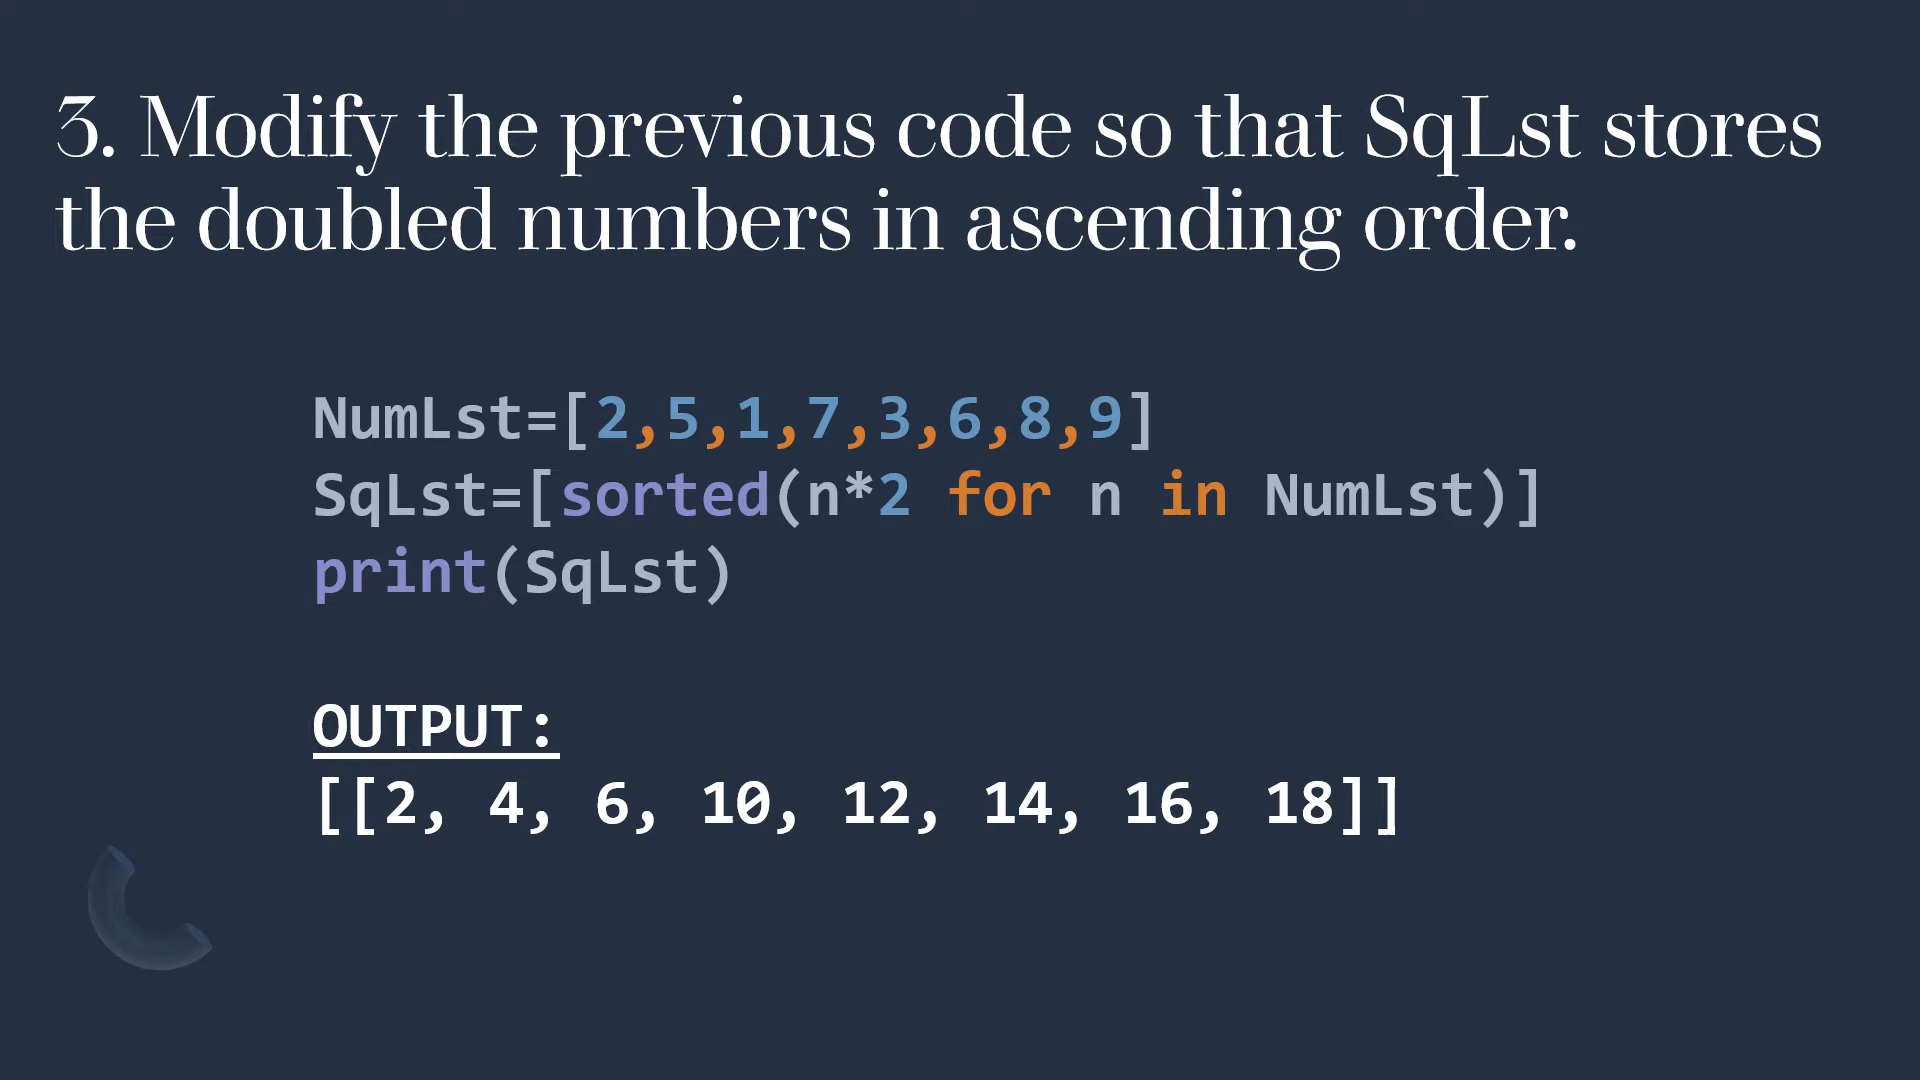 3. Modify the previous code so that SqLst stores
the doubled numbers in ascending order.
NumLst=[2,5,1,7,3,6,8,9]
SqLst=[sorted(n*2 for n in NumLst)]
print(SqLst)
OUTPUT:
[[2, 4, 6, 10, 12, 14, 16, 18]]